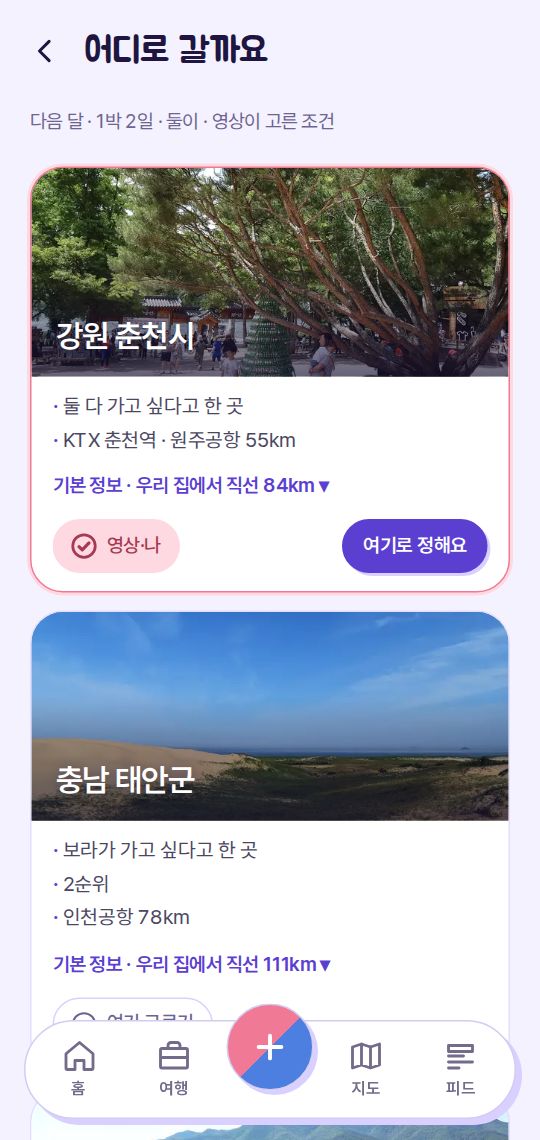 어디로 갈까요
다음 달 · 1박 2일 · 둘이 · 영상이 고른 조건
강원 춘천시
· 둘 다 가고 싶다고 한 곳
· KTX 춘천역 · 원주공항 55km
기본 정보 · 우리 집에서 직선 84km ▾
영상·나
여기로 정해요
충남 태안군
· 보라가 가고 싶다고 한 곳
· 2순위
· 인천공항 78km
기본 정보 · 우리 집에서 직선 111km ▾
홈
여행
지도
피드